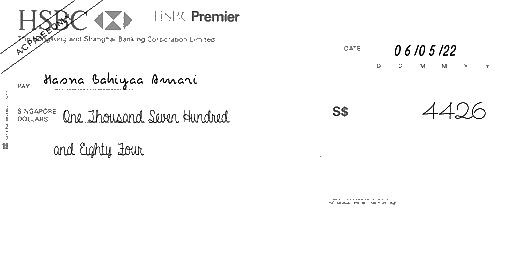 HSBC HSBC Premier
The Hongkong and Shanghai Banking Corporation Limited
A/C PAYEE ONLY
DATE 06/05/22
D D M M Y Y
PAY Hasna Bahiyaa Amari
SINGAPORE DOLLARS One Thousand Seven Hundred
S$ 4426
and Eighty Four